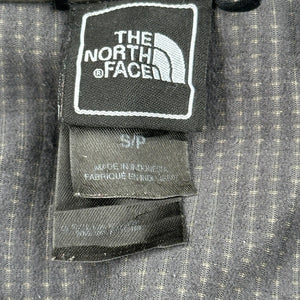 THE
NORTH
®FACE
S/P
MADE IN INDONESIA
FABRIQUÉ EN INDONÉSIE